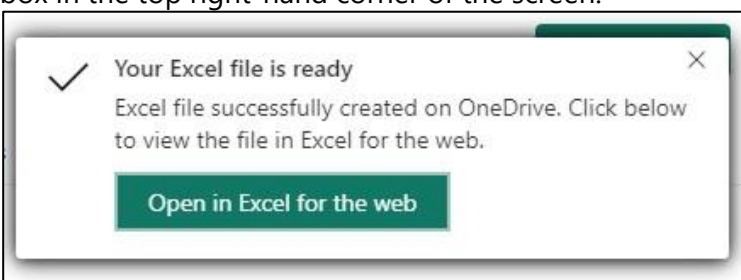 box in the top right-hand corner of the screen.
Your Excel file is ready
Excel file successfully created on OneDrive. Click below
to view the file in Excel for the web.
Open in Excel for the web